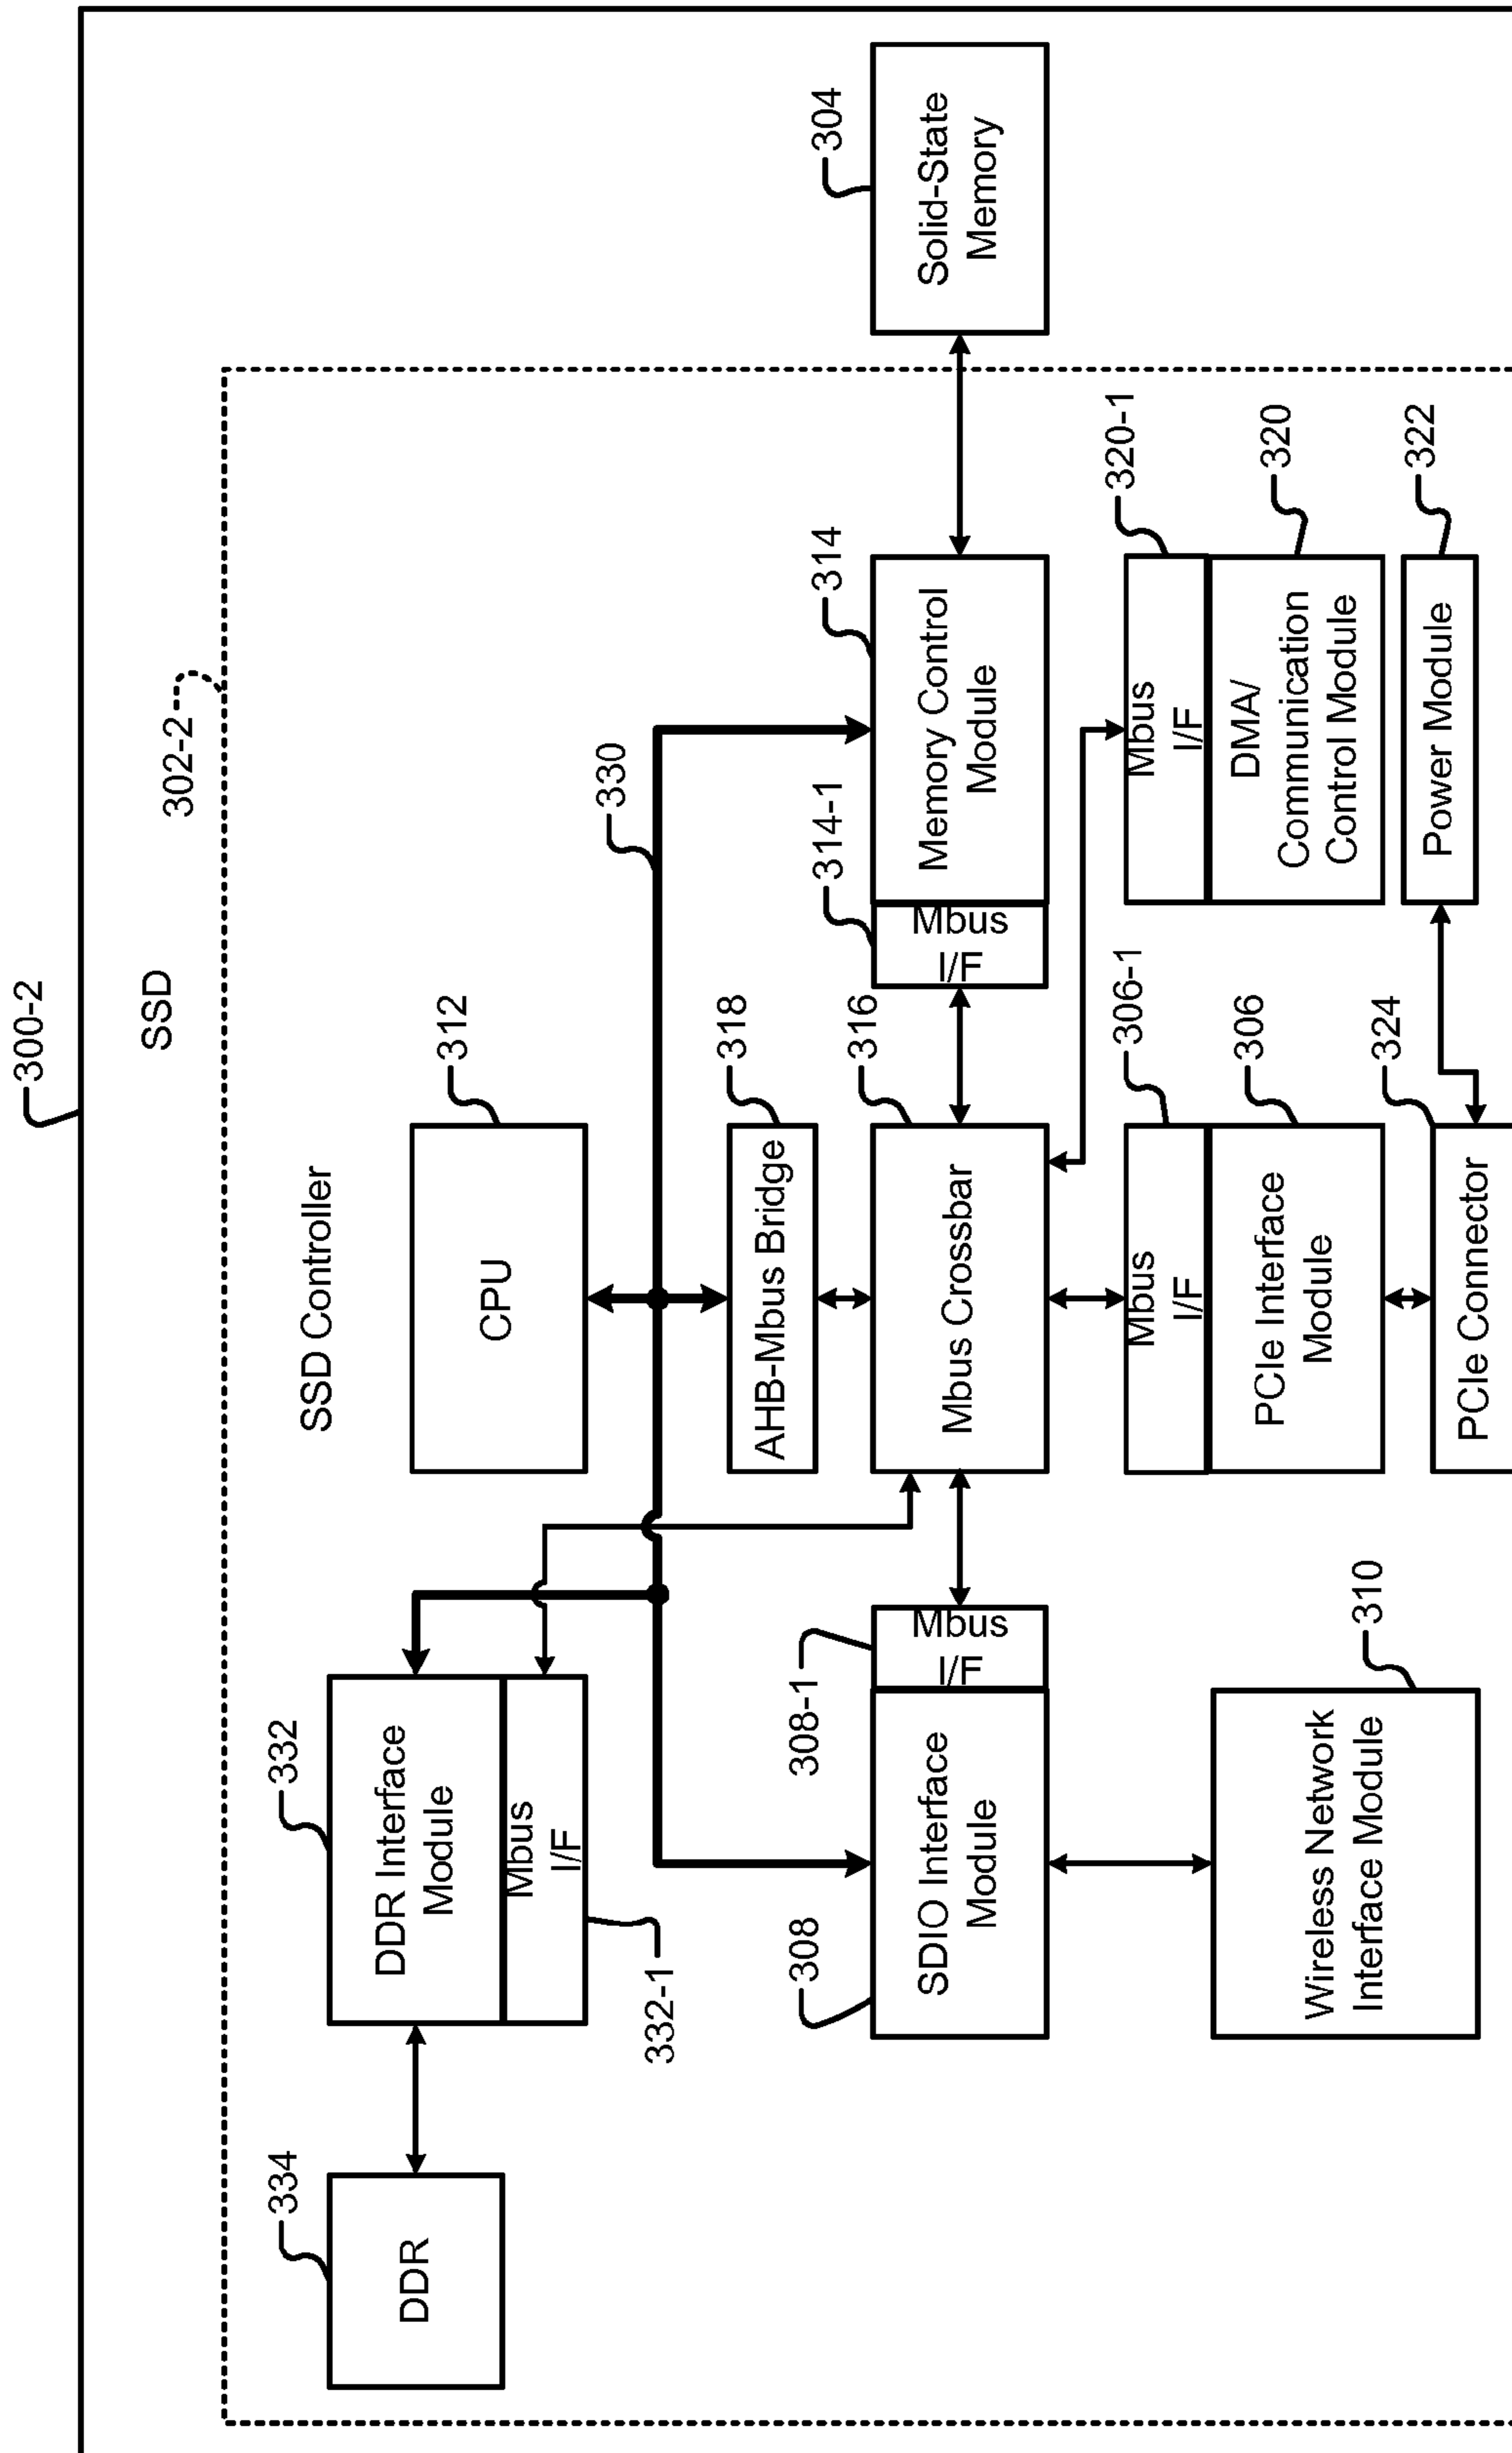 300-2
SSD
302-2
SSD Controller
334
DDR
332
DDR Interface
Module
Mbus
I/F
332-1
312
CPU
330
318
AHB-Mbus Bridge
308
SDIO Interface
Module
308-1
Mbus
I/F
316
Mbus Crossbar
314-1
Mbus
I/F
314
Memory Control
Module
304
Solid-State
Memory
310
Wireless Network
Interface Module
306-1
Mbus
I/F
306
PCIe Interface
Module
320-1
Mbus
I/F
320
DMA/
Communication
Control Module
324
PCIe Connector
322
Power Module